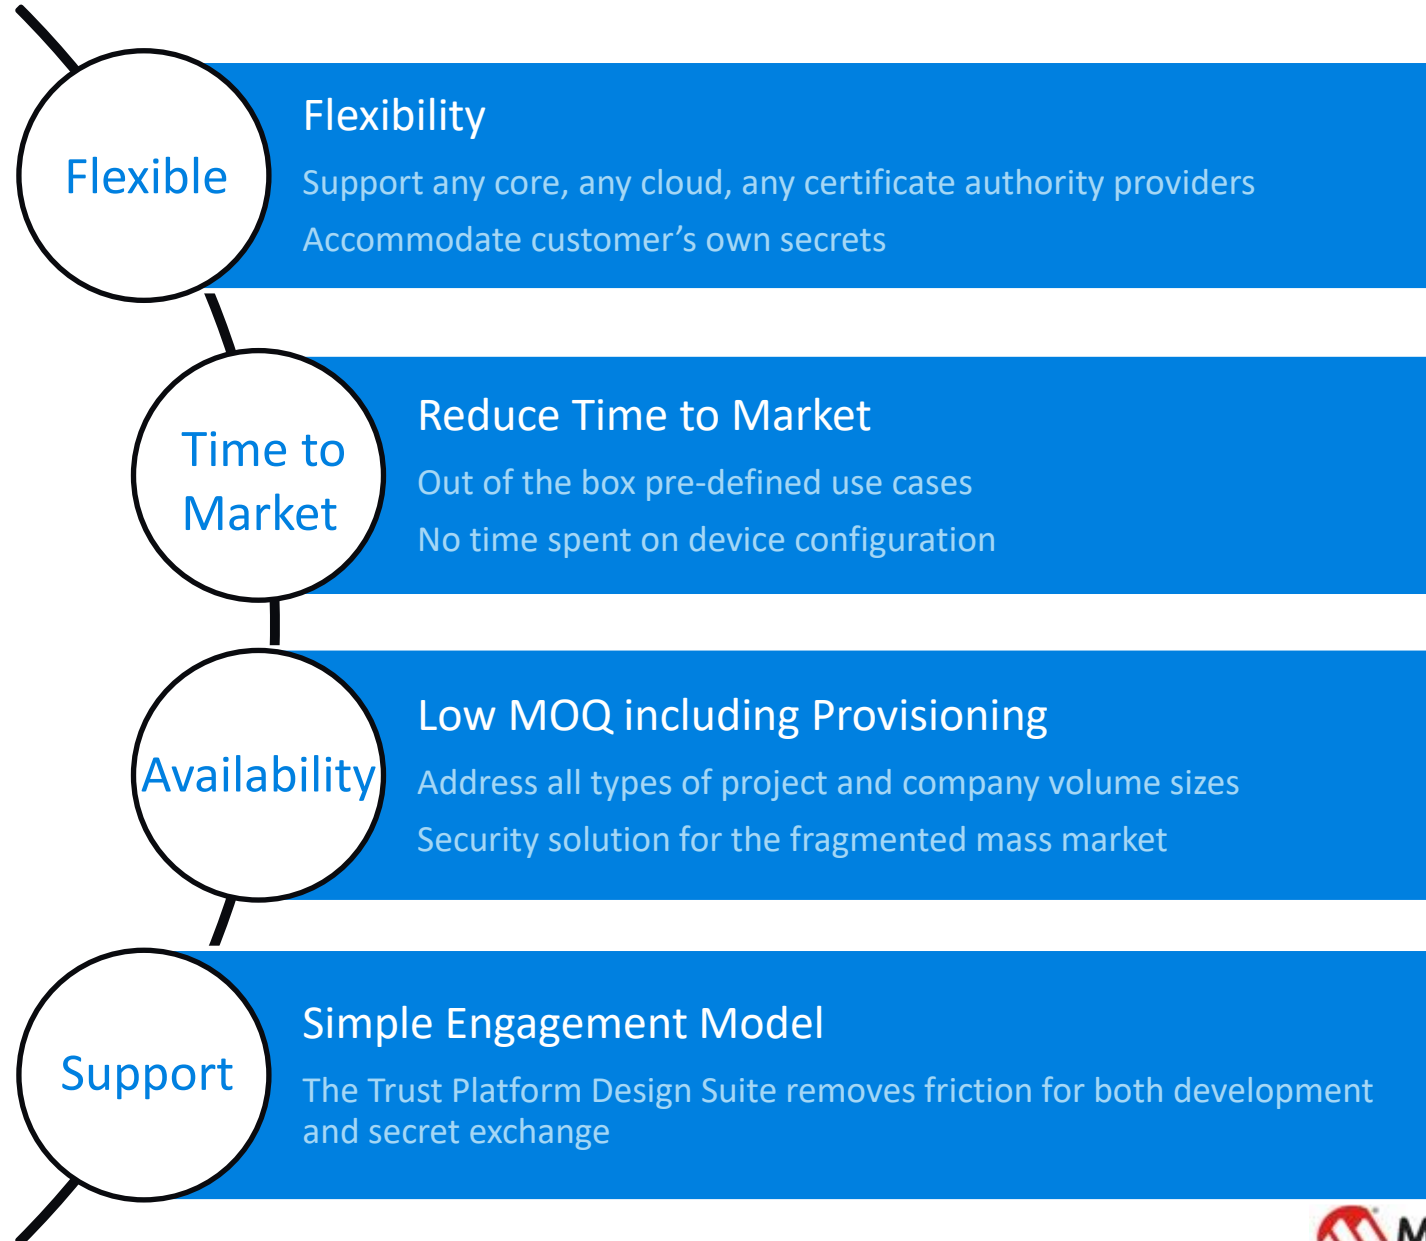 Flexible
Flexibility
Support any core, any cloud, any certificate authority providers
Accommodate customer’s own secrets
Time to
Market
Reduce Time to Market
Out of the box pre-defined use cases
No time spent on device configuration
Availability
Low MOQ including Provisioning
Address all types of project and company volume sizes
Security solution for the fragmented mass market
Support
Simple Engagement Model
The Trust Platform Design Suite removes friction for both development
and secret exchange